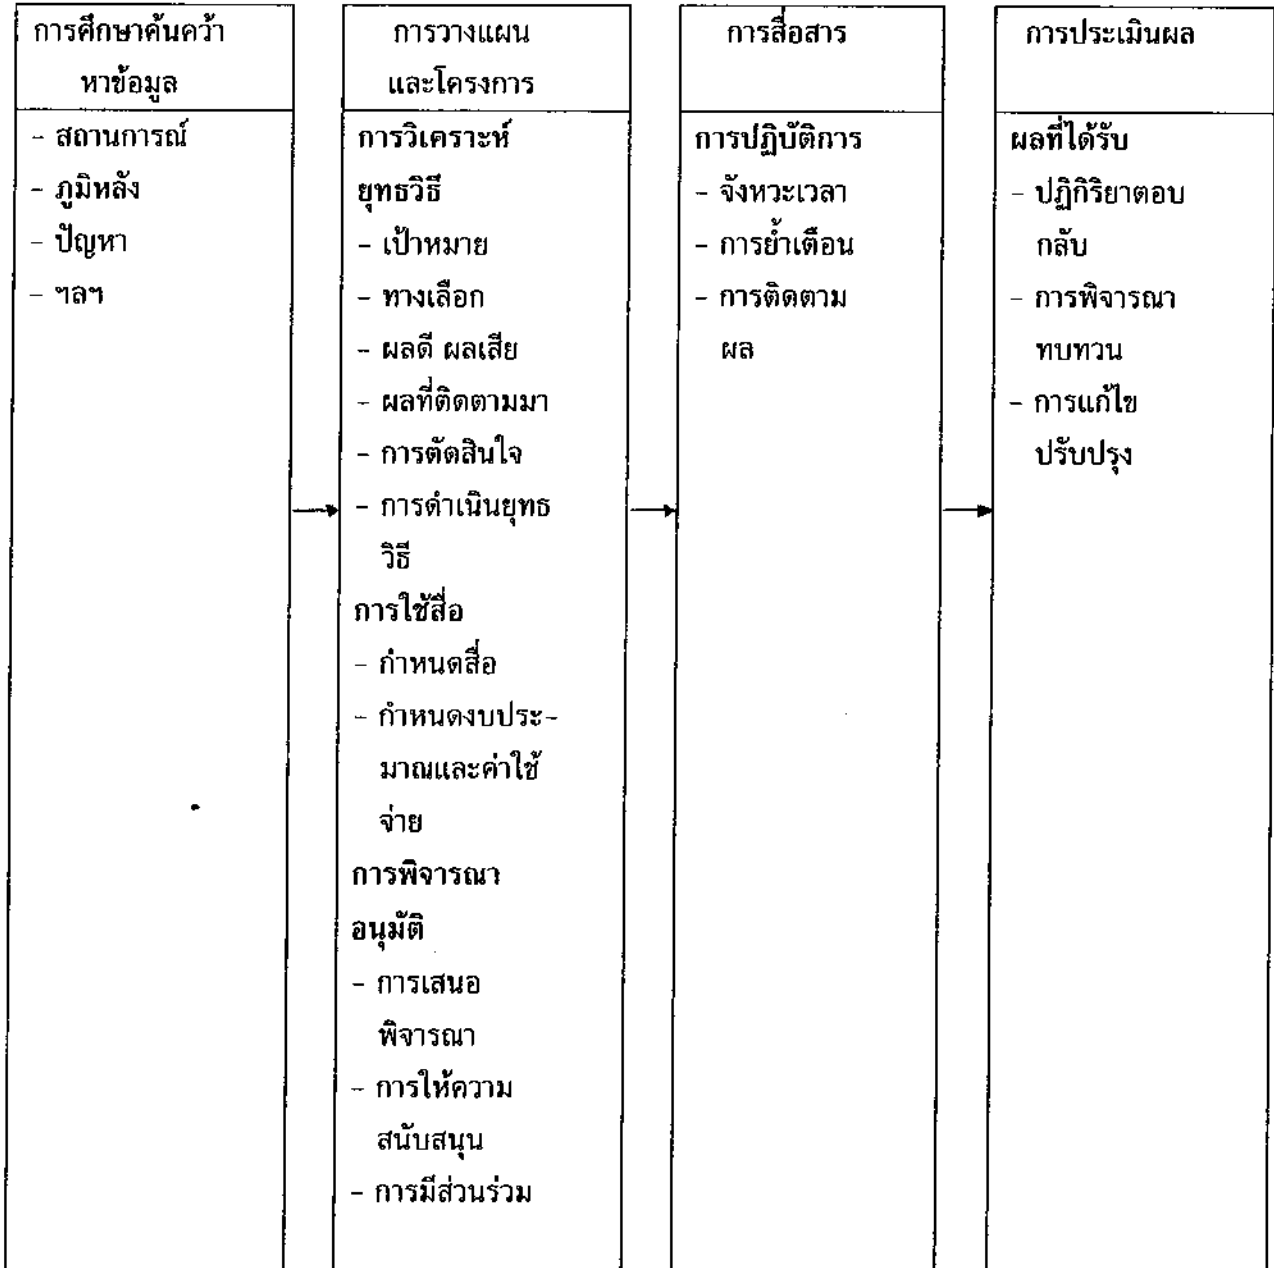 การศึกษาค้นคว้า
หาข้อมูล
- สถานการณ์
- ภูมิหลัง
- ปัญหา
- ฯลฯ
การวางแผน
และโครงการ
การวิเคราะห์
ยุทธวิธี
- เป้าหมาย
- ทางเลือก
- ผลดี ผลเสีย
- ผลที่ติดตามมา
- การตัดสินใจ
- การดำเนินยุทธ
วิธี
การใช้สื่อ
- กำหนดสื่อ
- กำหนดงบประ-
มาณและค่าใช้
จ่าย
การพิจารณา
อนุมัติ
- การเสนอ
พิจารณา
- การให้ความ
สนับสนุน
- การมีส่วนร่วม
การสื่อสาร
การปฏิบัติการ
- จังหวะเวลา
- การย้ำเตือน
- การติดตาม
ผล
การประเมินผล
ผลที่ได้รับ
- ปฏิกิริยาตอบ
กลับ
- การพิจารณา
ทบทวน
- การแก้ไข
ปรับปรุง